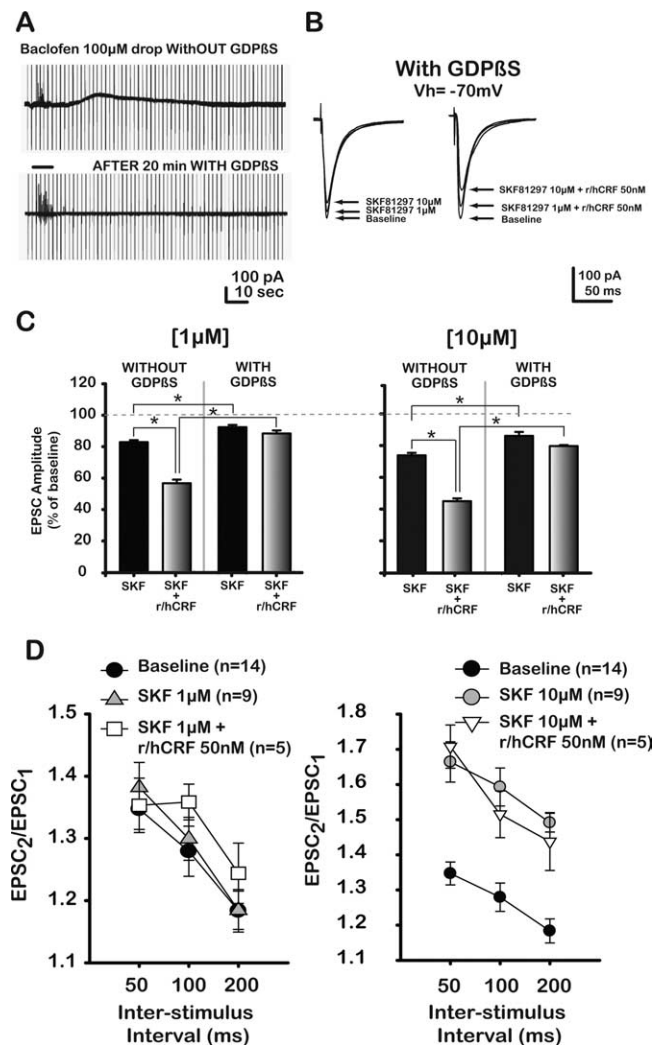 A
Baclofen 100µM drop WithOUT GDPßS
AFTER 20 min WITH GDPßS
100 pA
10 sec
B
With GDPßS
Vh= -70mV
SKF81297 10µM
SKF81297 1µM
Baseline
SKF81297 10µM + r/hCRF 50nM
SKF81297 1µM + r/hCRF 50nM
Baseline
100 pA
50 ms
C
[1µM]
WITHOUT
GDPßS
WITH
GDPßS
120
100
80
60
40
20
0
EPSC Amplitude
(% of baseline)
*
*
*
SKF
SKF
+
r/hCRF
SKF
SKF
+
r/hCRF
[10µM]
WITHOUT
GDPßS
WITH
GDPßS
*
*
*
SKF
SKF
+
r/hCRF
SKF
SKF
+
r/hCRF
D
Baseline (n=14)
SKF 1µM (n=9)
SKF 1µM +
r/hCRF 50nM (n=5)
1.5
1.4
1.3
1.2
1.1
EPSC2/EPSC1
50 100 200
Inter-stimulus
Interval (ms)
Baseline (n=14)
SKF 10µM (n=9)
SKF 10µM +
r/hCRF 50nM (n=5)
1.8
1.7
1.6
1.5
1.4
1.3
1.2
1.1
EPSC2/EPSC1
50 100 200
Inter-stimulus
Interval (ms)